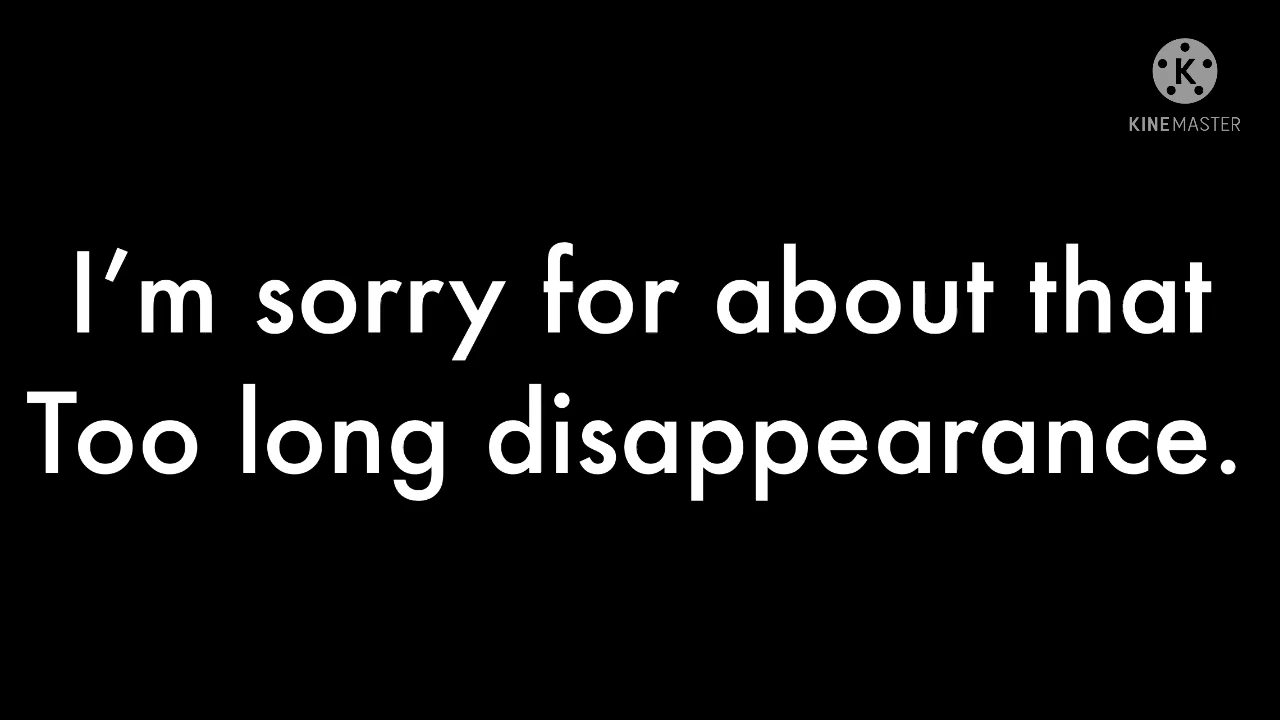 K
KINEMASTER
I’m sorry for about that
Too long disappearance.